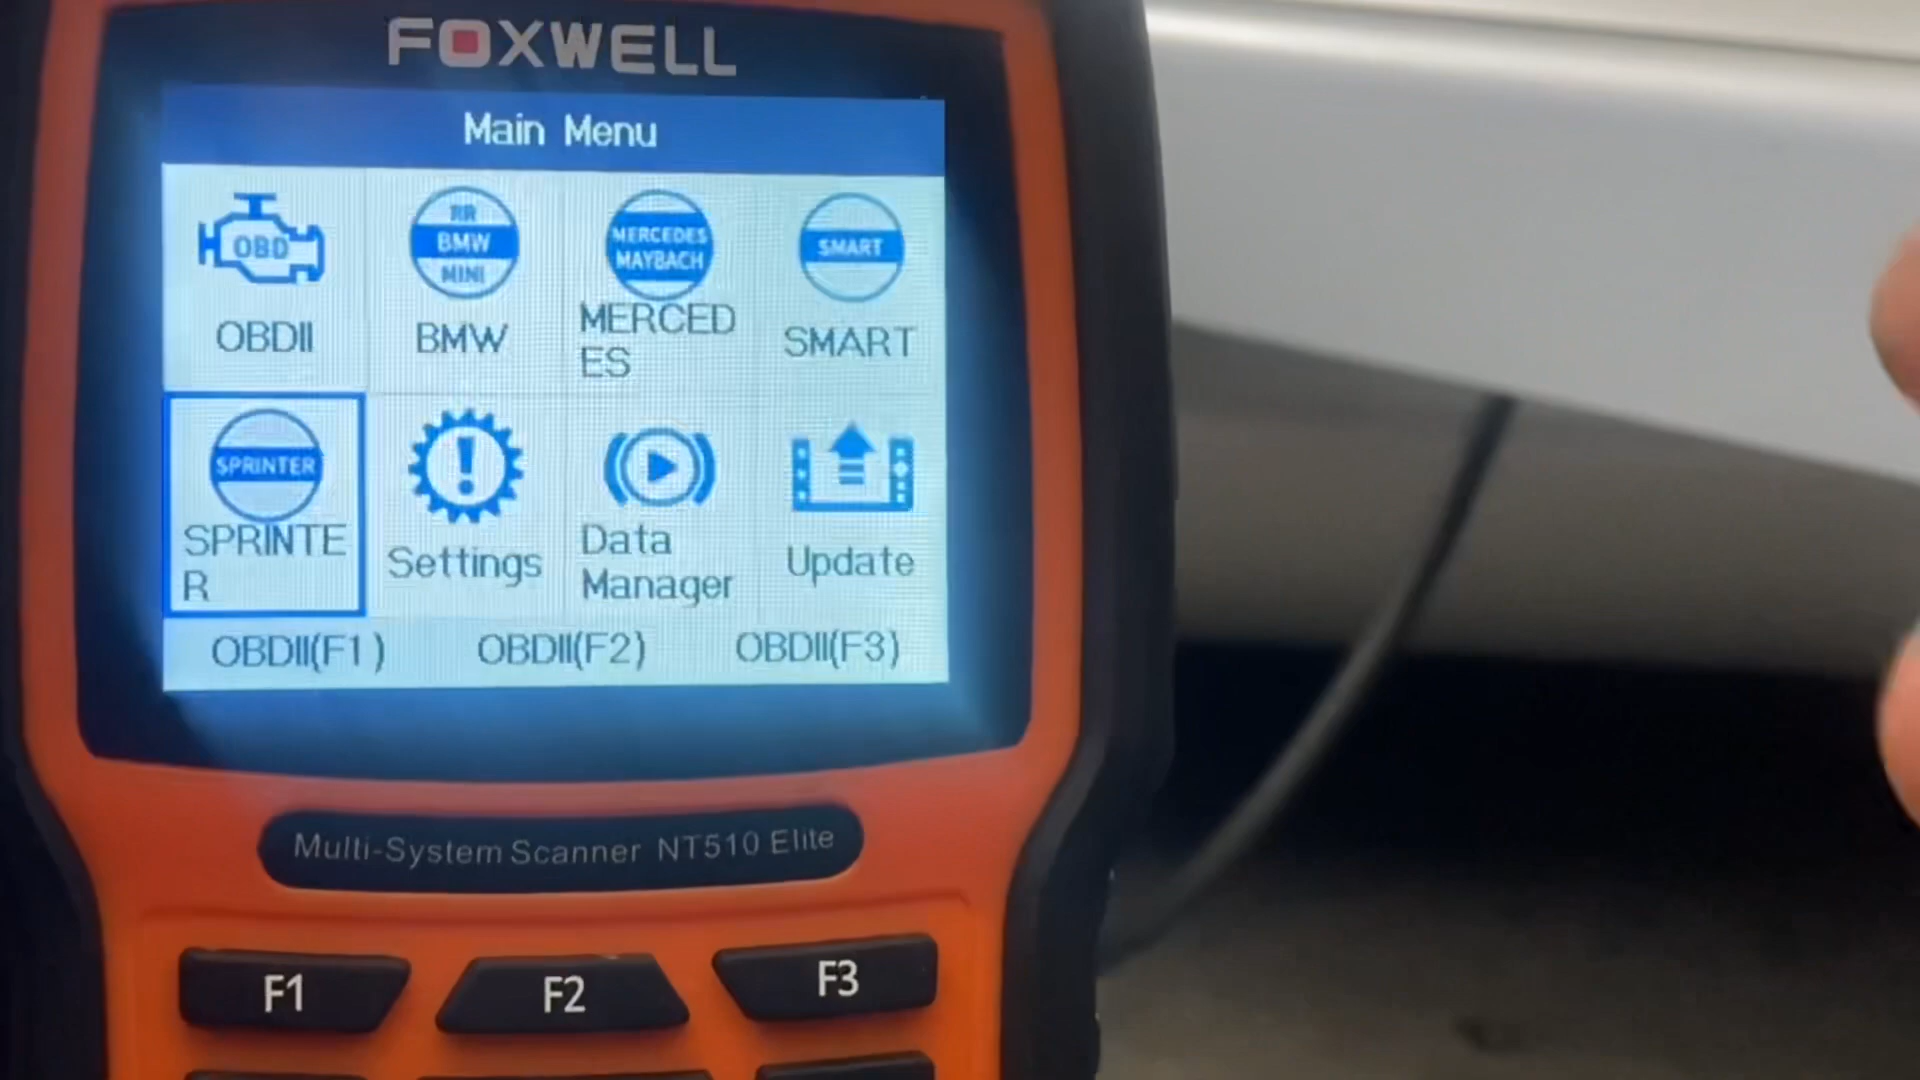 FOXWELL
Main Menu
OBD
RR
BMW
MINI
MERCEDES
MAYBACH
SMART
OBDII
BMW
MERCED
ES
SMART
SPRINTER
SPRINTE
R
Settings
Data
Manager
Update
OBDII(F1)
OBDII(F2)
OBDII(F3)
Multi-System Scanner NT510 Elite
F1
F2
F3